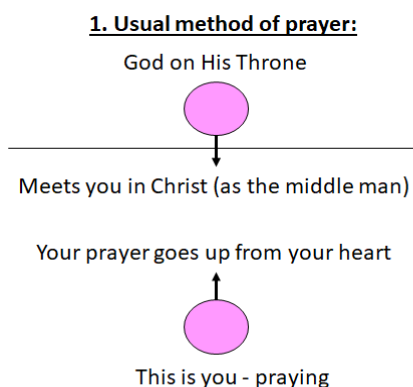 1. Usual method of prayer:
God on His Throne
Meets you in Christ (as the middle man)
Your prayer goes up from your heart
This is you - praying